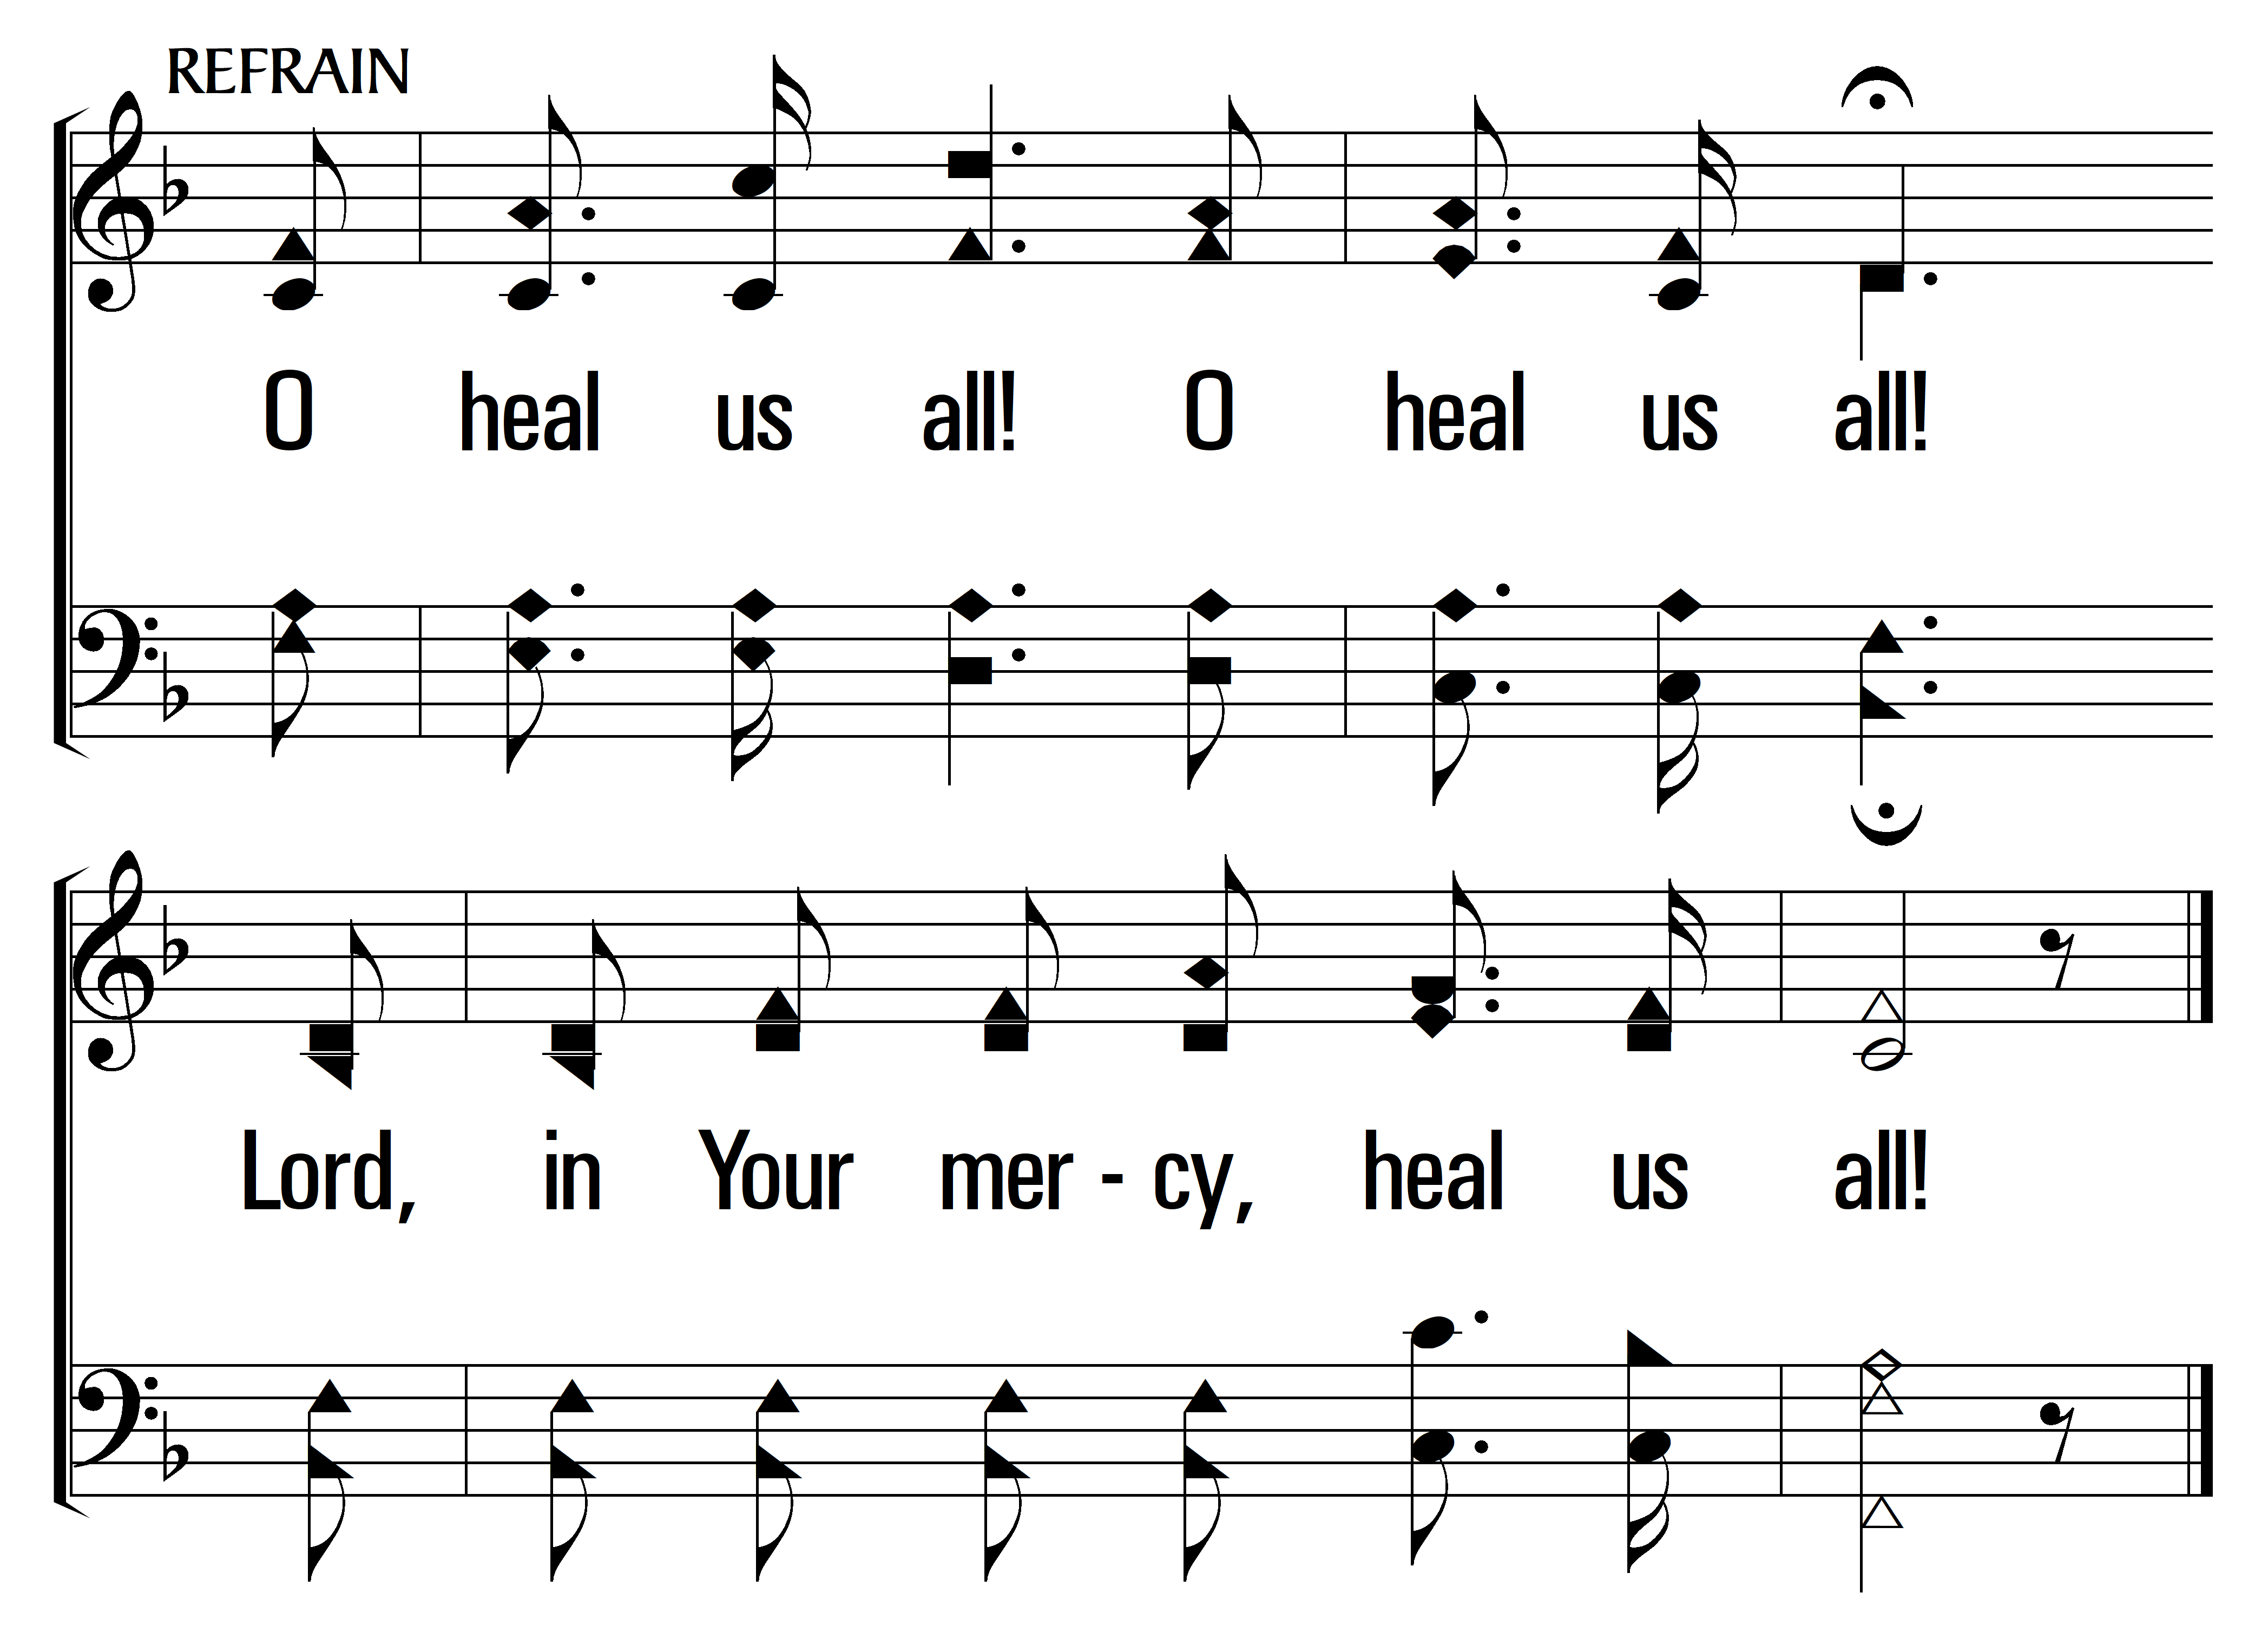 REFRAIN
O heal us all! O heal us all!
Lord, in Your mer - cy, heal us all!